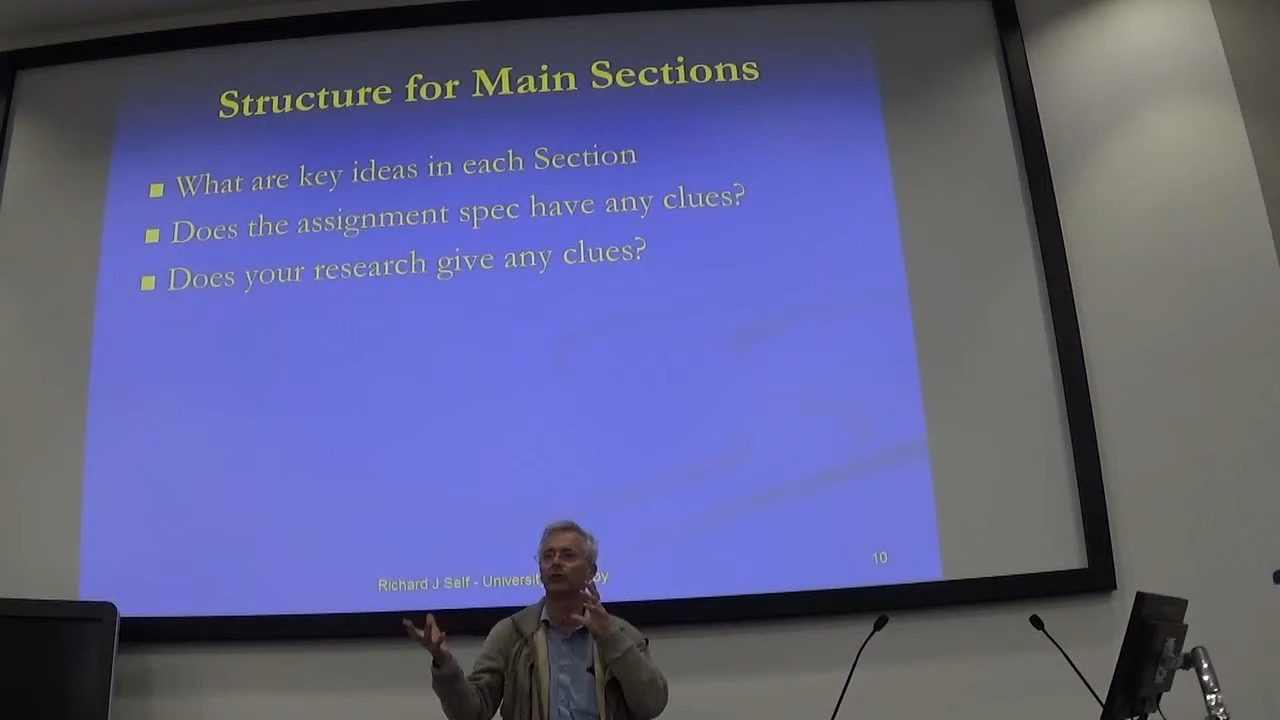 Structure for Main Sections
What are key ideas in each Section
Does the assignment spec have any clues?
Does your research give any clues?
Richard J Self -
10